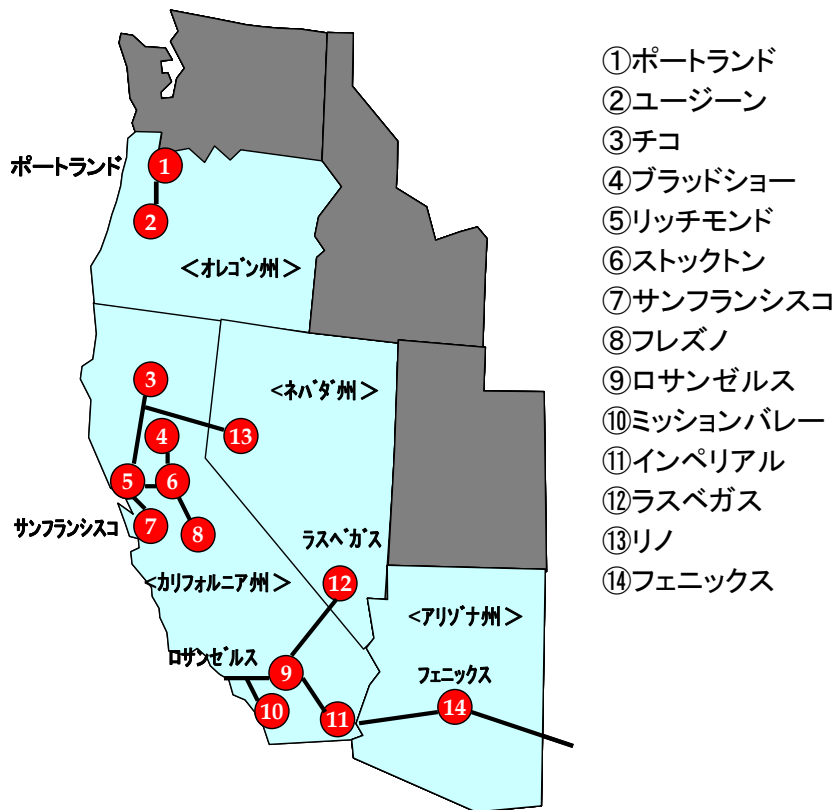 ①ポートランド
②ユージーン
③チコ
④ブラッドショー
⑤リッチモンド
⑥ストックトン
⑦サンフランシスコ
⑧フレズノ
⑨ロサンゼルス
⑩ミッションバレー
⑪インペリアル
⑫ラスベガス
⑬リノ
⑭フェニックス
ポートランド
1
2
<オレゴン州>
3
<ネバダ州>
4
13
5
6
サンフランシスコ
7
8
ラスベガス
<カリフォルニア州>
12
<アリゾナ州>
ロサンゼルス
9
フェニックス
10
11
14